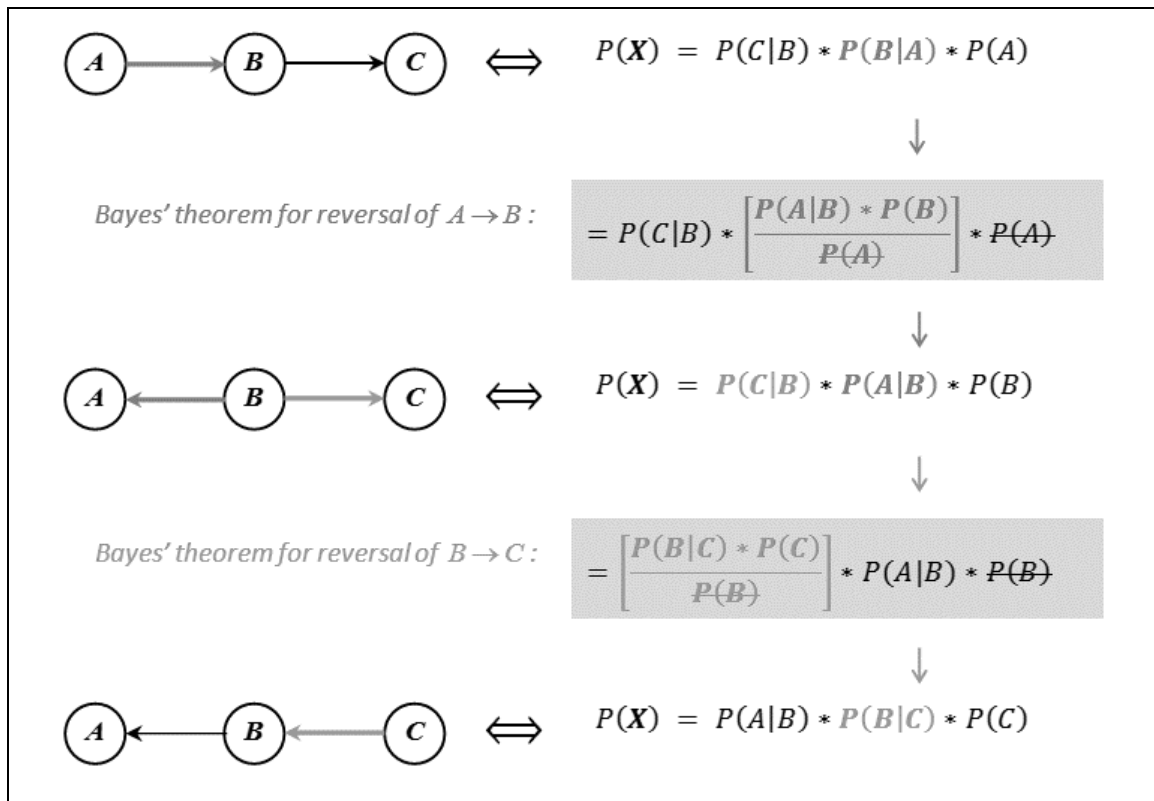 A B C ⇔ P(X) = P(C|B) * P(B|A) * P(A)
↓
Bayes' theorem for reversal of A → B :
= P(C|B) * [P(A|B) * P(B) / P(A)] * P(A)
↓
A B C ⇔ P(X) = P(C|B) * P(A|B) * P(B)
↓
Bayes' theorem for reversal of B → C :
= [P(B|C) * P(C) / P(B)] * P(A|B) * P(B)
↓
A B C ⇔ P(X) = P(A|B) * P(B|C) * P(C)